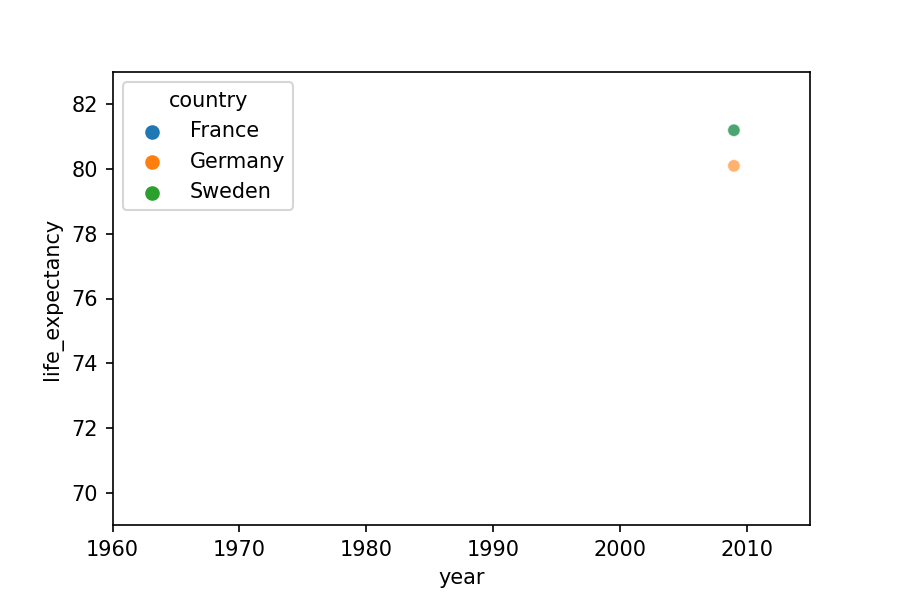 country
France
Germany
Sweden
82
80
78
76
74
72
70
life_expectancy
1960 1970 1980 1990 2000 2010
year